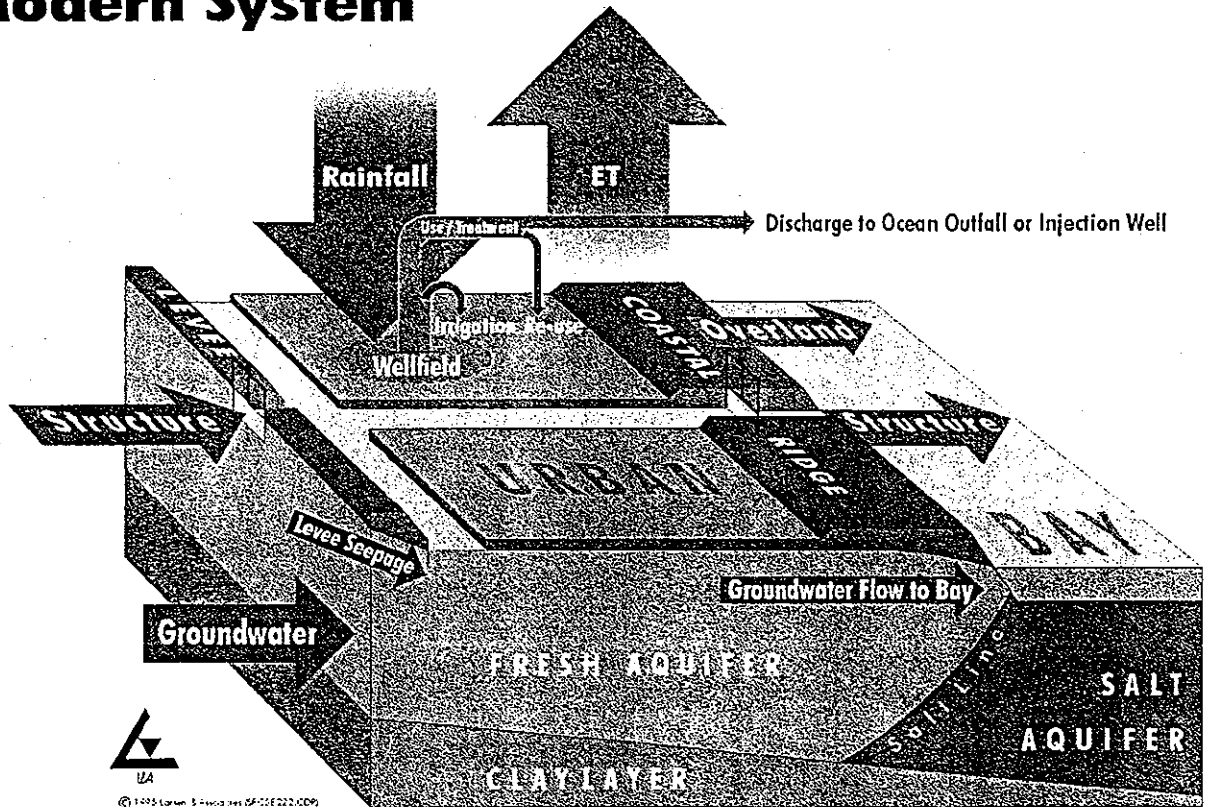 Modern System
Rainfall
ET
Use / Treatment
Discharge to Ocean Outfall or Injection Well
LEVEE
COASTAL
Overland
Irrigation Re-use
Wellfield
Structure
Structure
RIDGE
URBAN
BAY
Levee Seepage
Groundwater Flow to Bay
Groundwater
FRESH AQUIFER
Salt Line
SALT
AQUIFER
CLAY LAYER